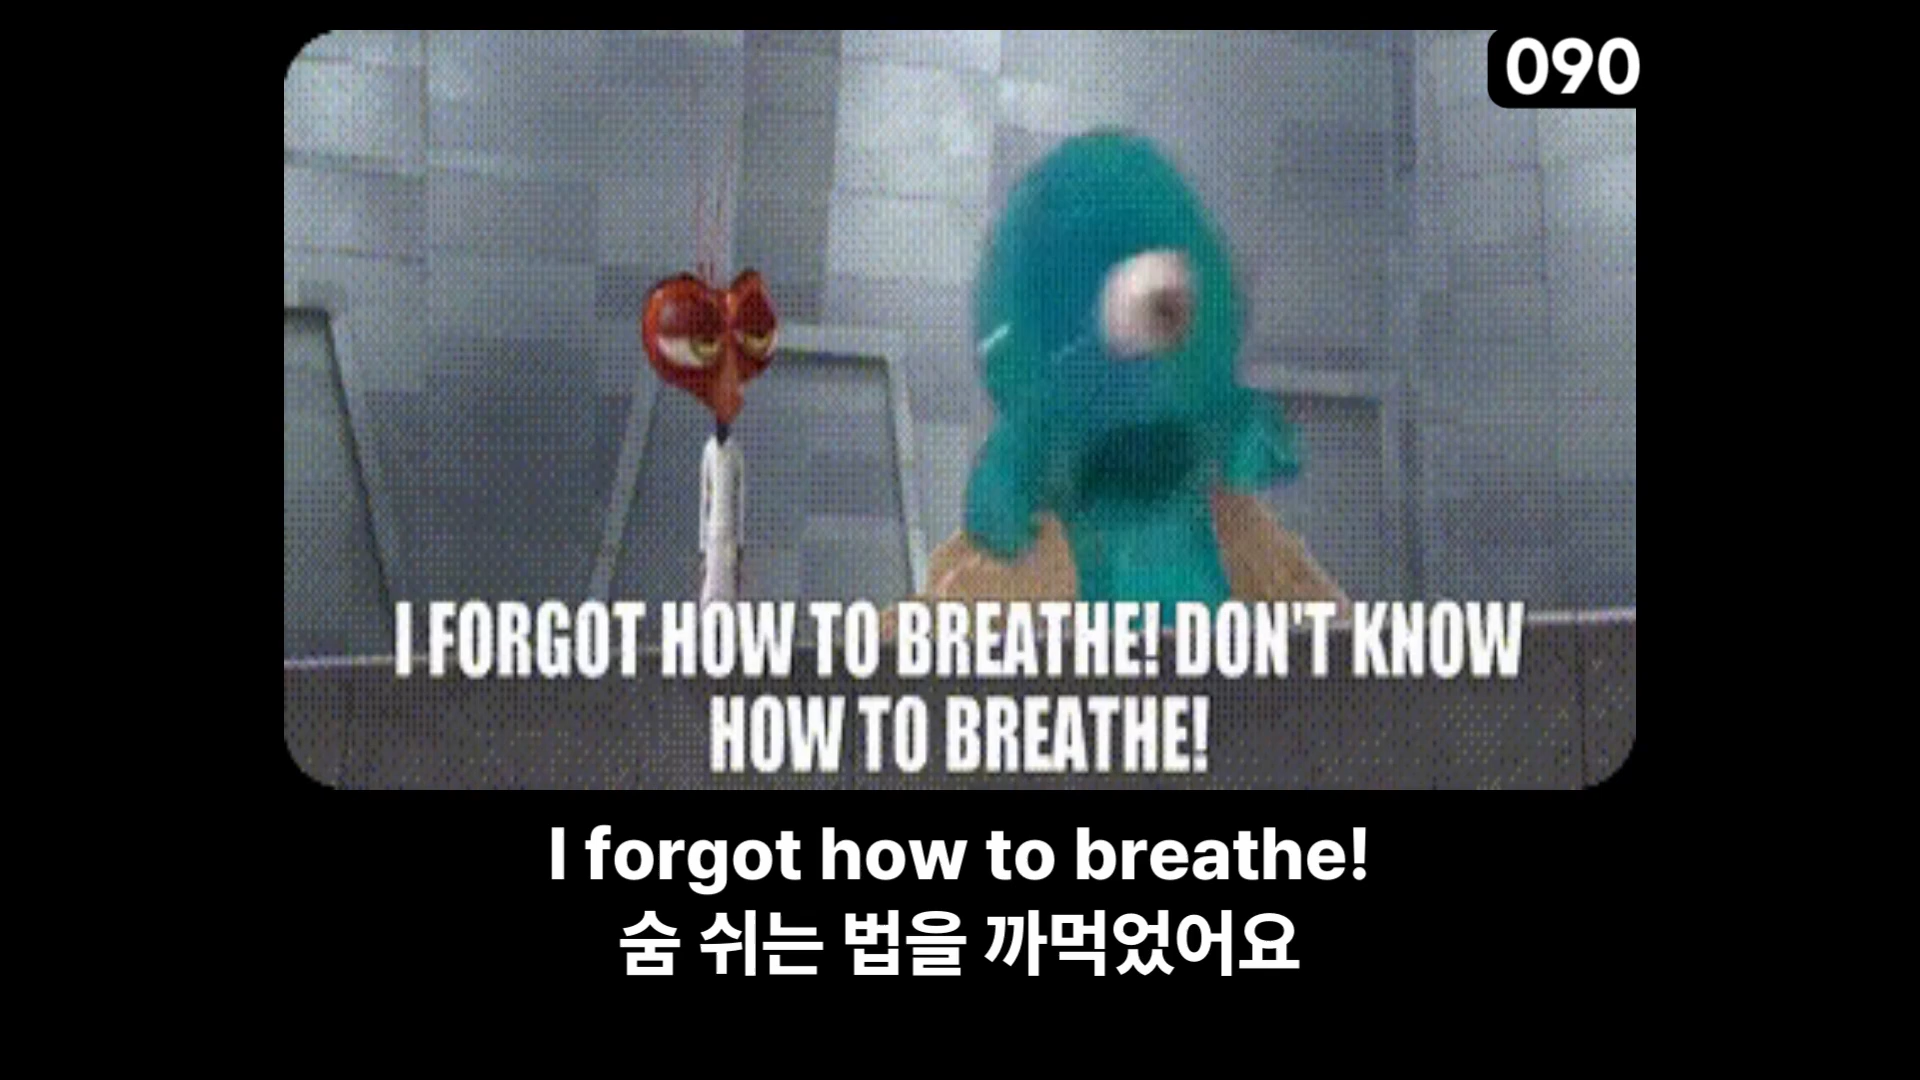 090
I FORGOT HOW TO BREATHE! DON'T KNOW
HOW TO BREATHE!
I forgot how to breathe!
숨 쉬는 법을 까먹었어요